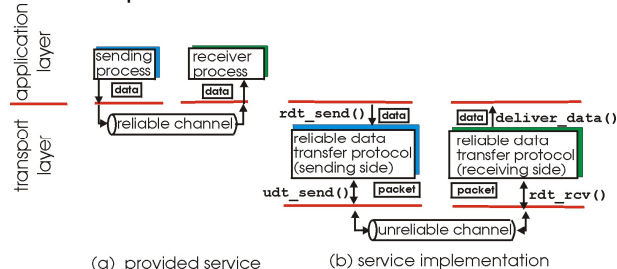 application
layer
transport
layer
sending
process
receiver
process
data
data
reliable channel
(a) provided service
rdt_send()
data
data
deliver_data()
reliable data
transfer protocol
(sending side)
reliable data
transfer protocol
(receiving side)
udt_send()
packet
packet
rdt_rcv()
unreliable channel
(b) service implementation